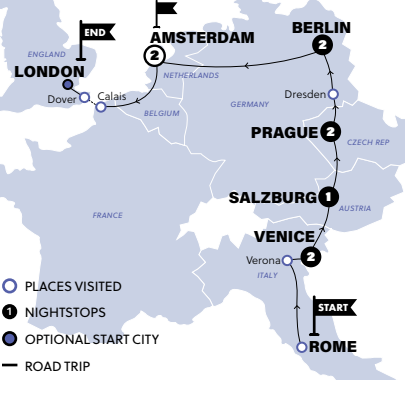 BERLIN
END
AMSTERDAM
2
2
ENGLAND
LONDON
NETHERLANDS
Dover
Calais
Dresden
BELGIUM
GERMANY
PRAGUE
2
CZECH REP
SALZBURG
1
AUSTRIA
FRANCE
VENICE
2
Verona
ITALY
PLACES VISITED
START
1
NIGHTSTOPS
OPTIONAL START CITY
ROME
ROAD TRIP